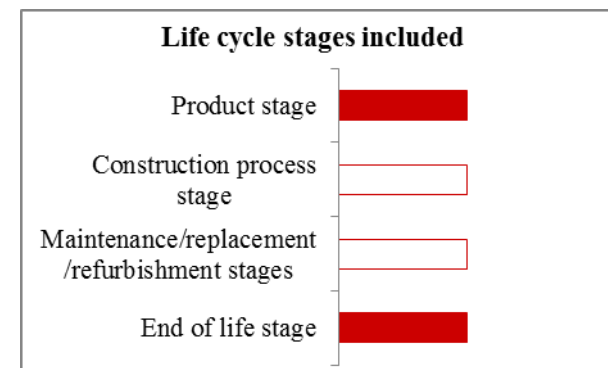 Life cycle stages included
Product stage
Construction process
stage
Maintenance/replacement
/refurbishment stages
End of life stage